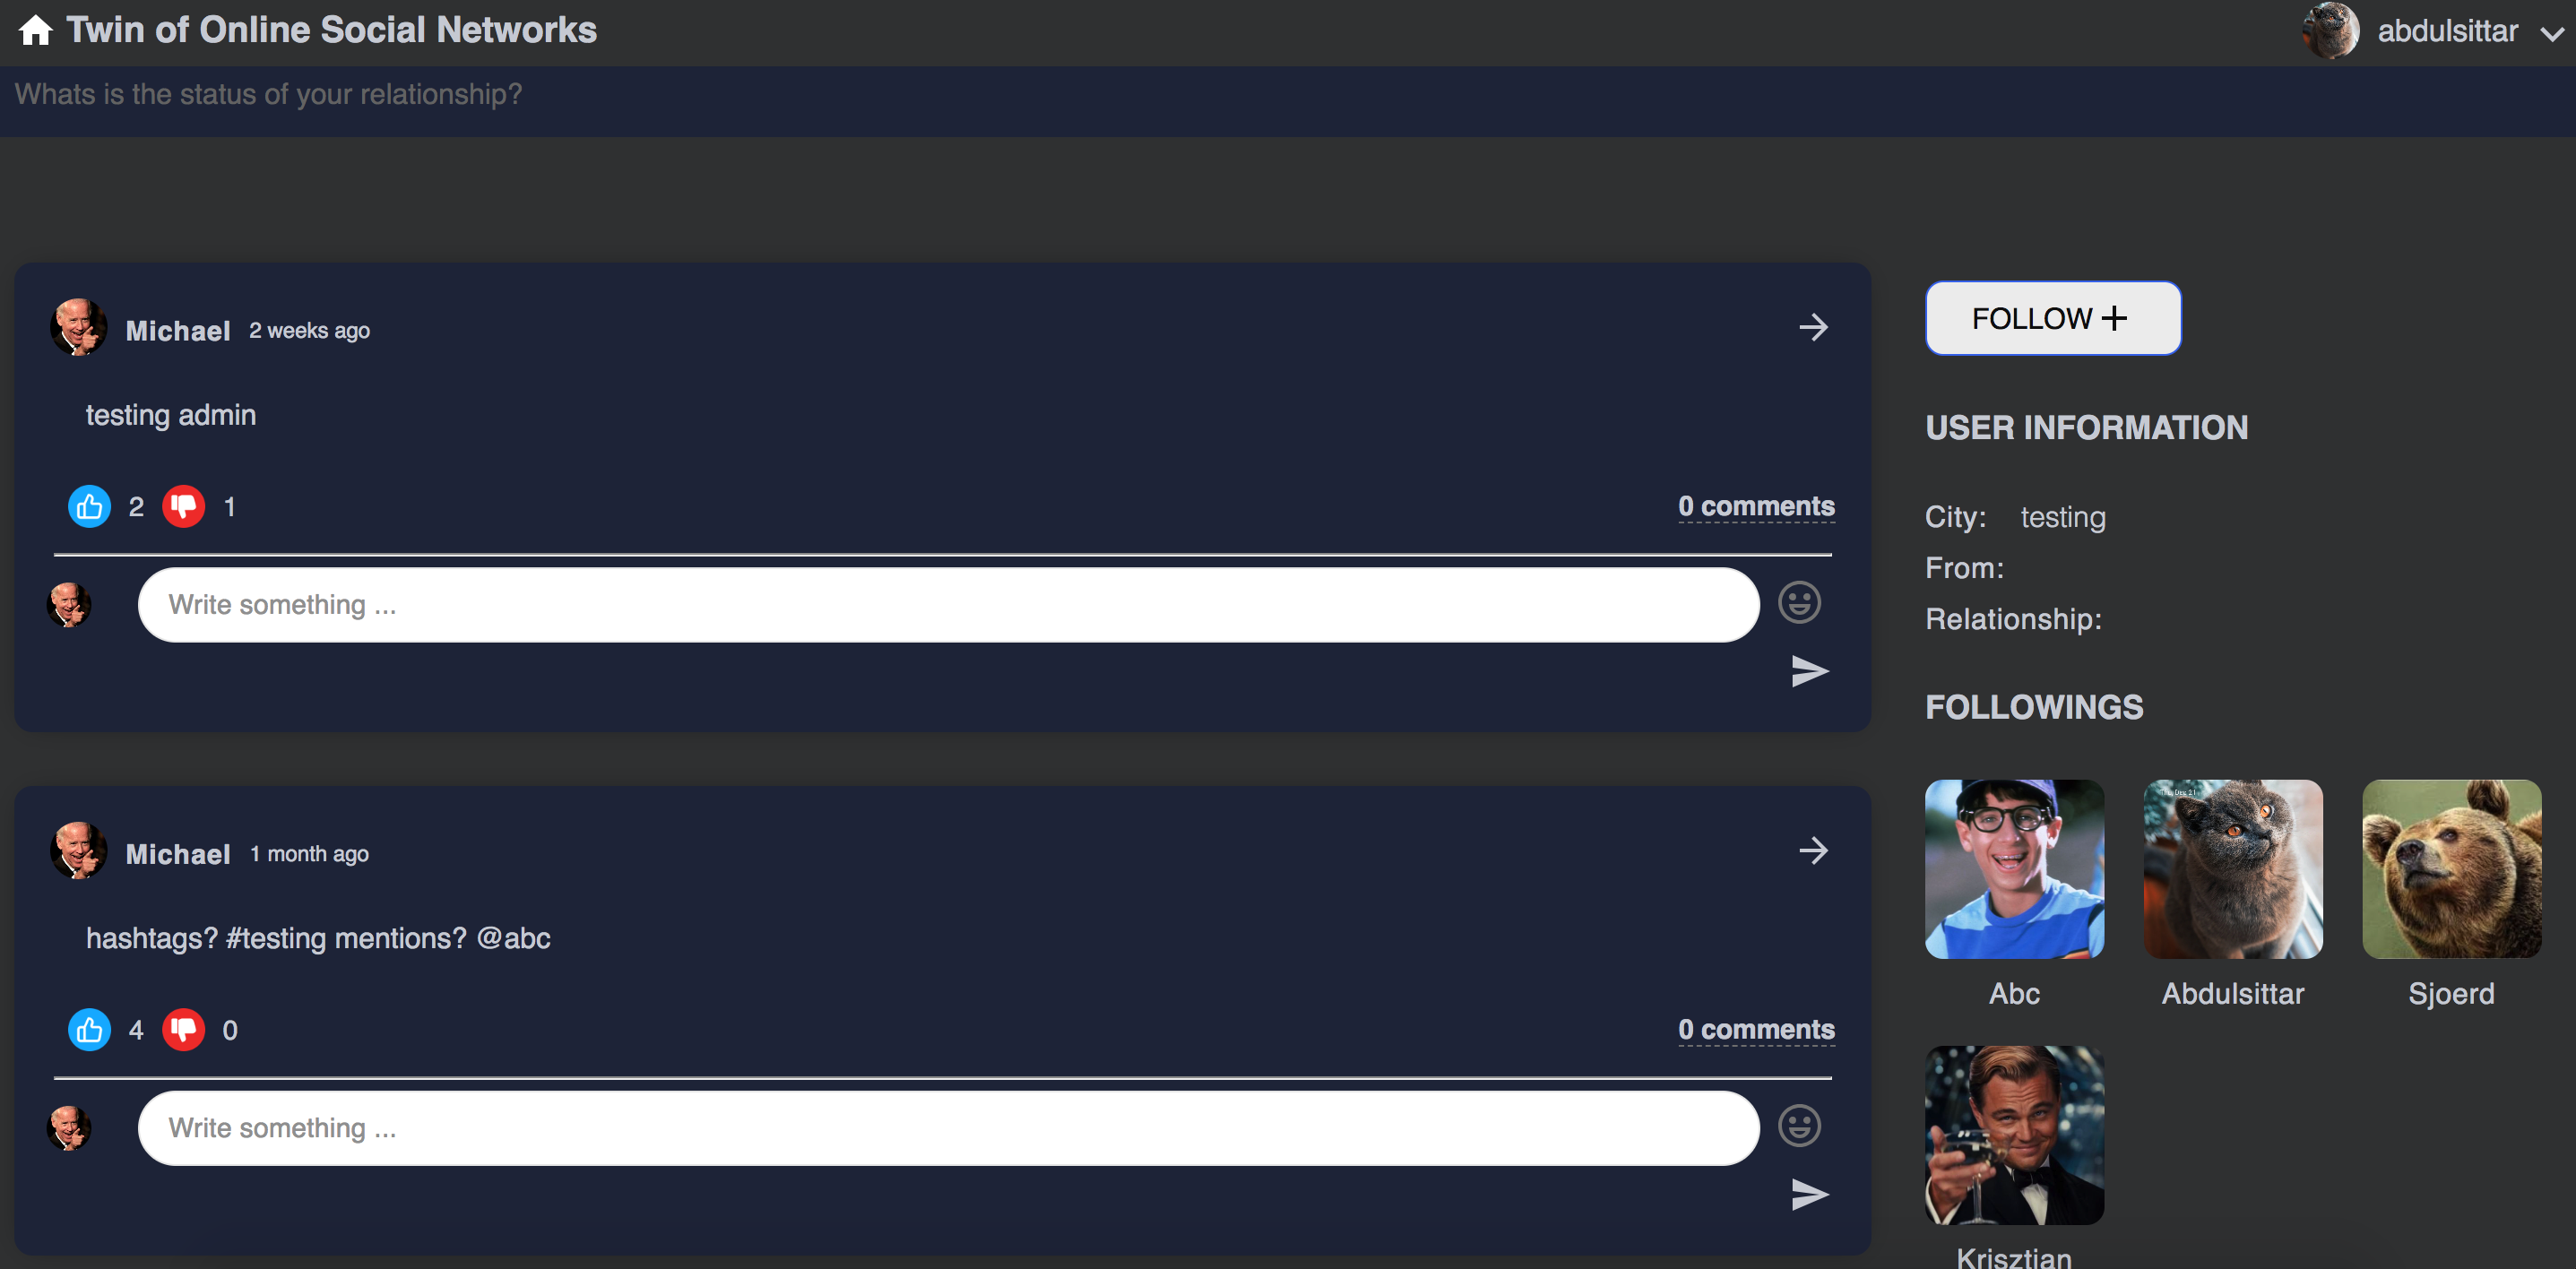 Twin of Online Social Networks
abdulsittar
Whats is the status of your relationship?
Michael 2 weeks ago
testing admin
2 1
0 comments
Write something ...
Michael 1 month ago
hashtags? #testing mentions? @abc
4 0
0 comments
Write something ...
FOLLOW
USER INFORMATION
City: testing
From:
Relationship:
FOLLOWINGS
Abc Abdulsittar Sjoerd
Krisztian